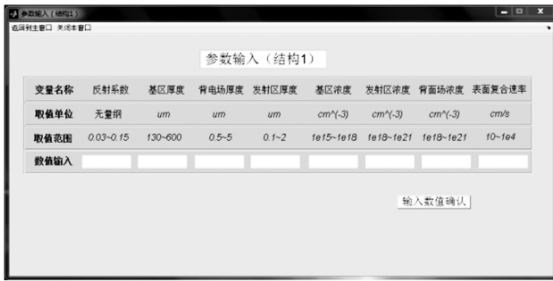 参数输入（结构1）
返回到主窗口 关闭本窗口
参数输入（结构1）
变量名称 反射系数 基区厚度 背电场厚度 发射区厚度 基区浓度 发射区浓度 背面场浓度 表面复合速率
取值单位 无量纲 um um um cm^(-3) cm^(-3) cm^(-3) cm/s
取值范围 0.03~0.15 130~600 0.5~5 0.1~2 1e15~1e18 1e18~1e21 1e18~1e21 10~1e4
数值输入
输入数值确认